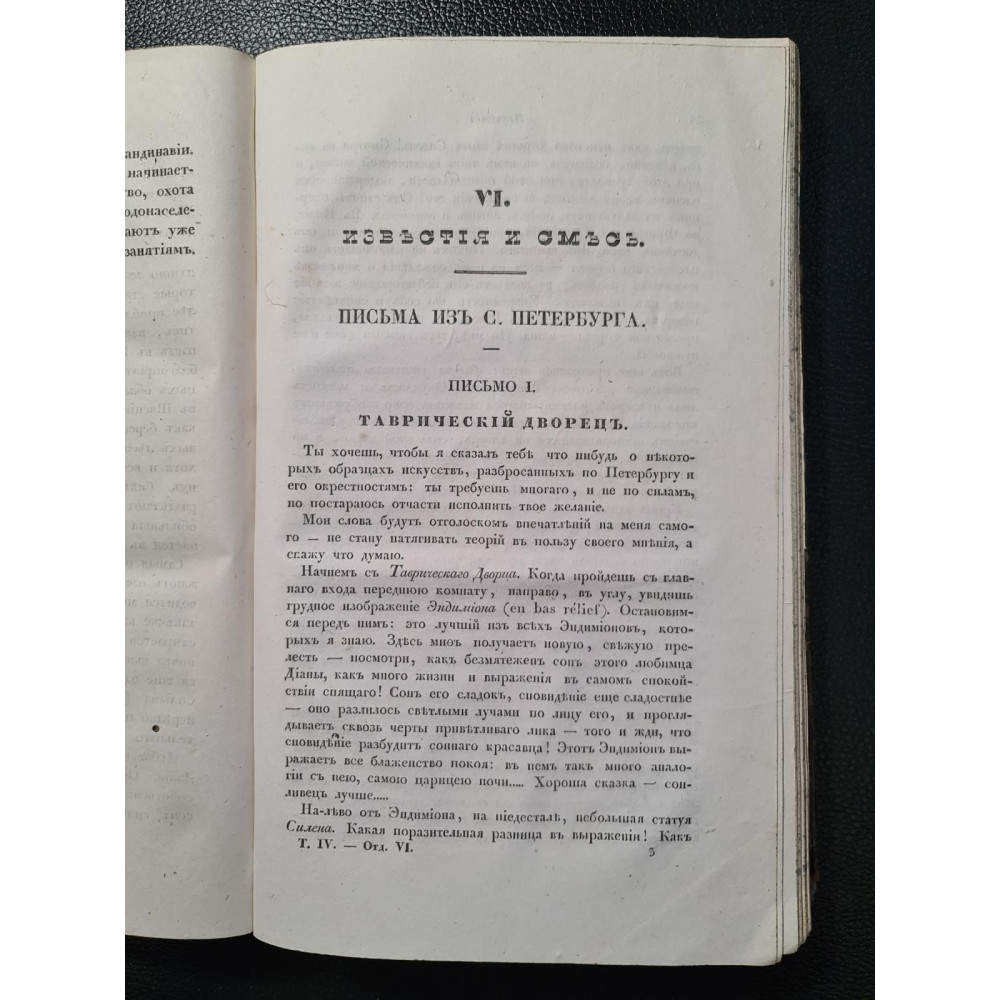 андинавіи.
начинает-
во, охота
одонаселе-
ают уже
занятіямъ.
VI.
ИЗВѢСТІЯ И СМѢСЬ.
ПИСЬМА ИЗЪ С. ПЕТЕРБУРГА.
ПИСЬМО I.
ТАВРИЧЕСКІЙ ДВОРЕЦЪ.
Ты хочешь, чтобы я сказалъ тебѣ что нибудь о нѣкото-
рыхъ образцахъ искусствъ, разбросанныхъ по Петербургу и
его окрестностямъ: ты требуешь многаго, и не по силамъ,
но постараюсь отчасти исполнить твое желаніе.
Мои слова будутъ отголоскомъ впечатлѣній на меня само-
го — не стану натягивать теорій въ пользу своего мнѣнія, а
скажу что думаю.
Начнемъ съ Таврическаго Дворца. Когда пройдешь съ глав-
наго входа переднюю комнату, направо, въ углу, увидишь
грудное изображеніе Эндиміона (en bas rélief). Остановим-
ся передъ нимъ: это лучшій изъ всѣхъ Эндиміоновъ, кото-
рыхъ я знаю. Здѣсь миѳъ получаетъ новую, свѣжую пре-
лесть — посмотри, какъ безмятеженъ сонъ этого любимца
Діаны, какъ много жизни и выраженія въ самомъ спокой-
ствіи спящаго! Сонъ его сладокъ, сновидѣніе еще сладостнѣе
— оно разлилось свѣтлыми лучами по лицу его, и прогля-
дываетъ сквозь черты привѣтливаго лика — того и жди, что
сновидѣніе разбудитъ соннаго красавца! Этотъ Эндиміонъ вы-
ражаетъ все блаженство покоя: въ немъ такъ много анало-
гіи съ нею, самою царицею ночи..... Хороша сказка — сон-
ливецъ лучше.....
На-лѣво отъ Эндиміона, на піедесталѣ, небольшая статуя
Силена. Какая поразительная разница въ выраженіи! Какъ
Т. IV. — Отд. VI. 3